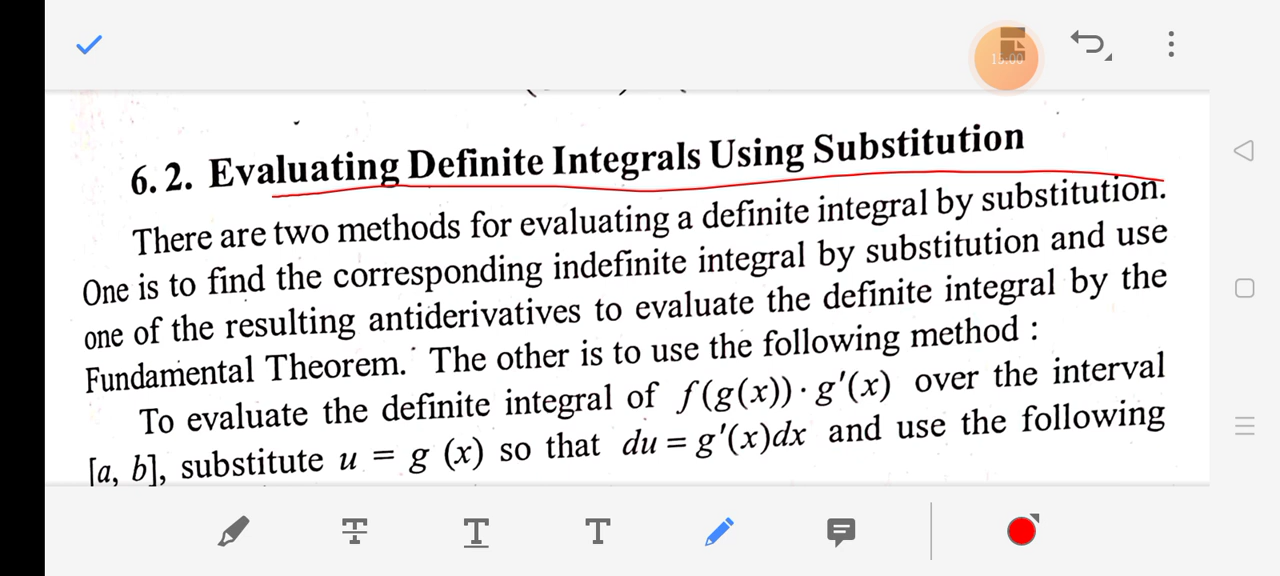 15:00
6.2. Evaluating Definite Integrals Using Substitution
There are two methods for evaluating a definite integral by substitution.
One is to find the corresponding indefinite integral by substitution and use
one of the resulting antiderivatives to evaluate the definite integral by the
Fundamental Theorem. The other is to use the following method :
To evaluate the definite integral of f(g(x)) · g′(x) over the interval
[a, b], substitute u = g (x) so that du = g′(x)dx and use the following
T
T
T